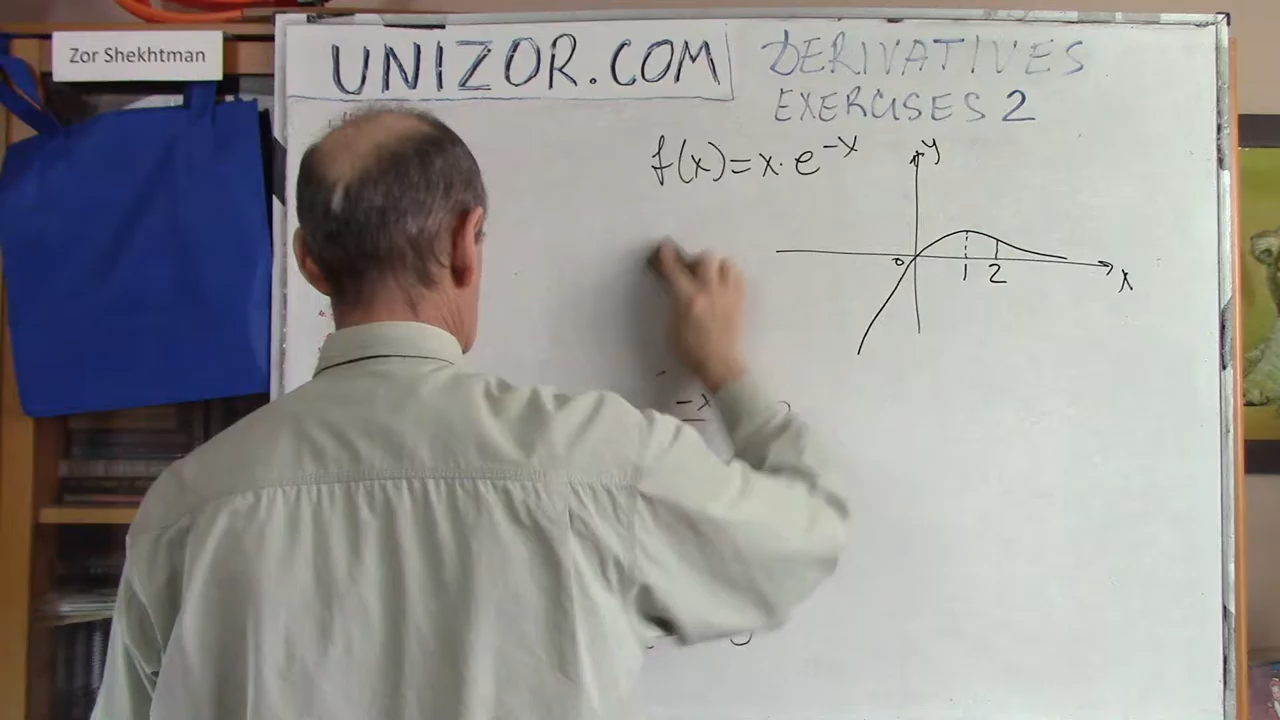 Zor Shekhtman
UNIZOR.COM
DERIVATIVES
EXERCISES 2
f(x)=x·e^-x
y
0
1
2
x
-x